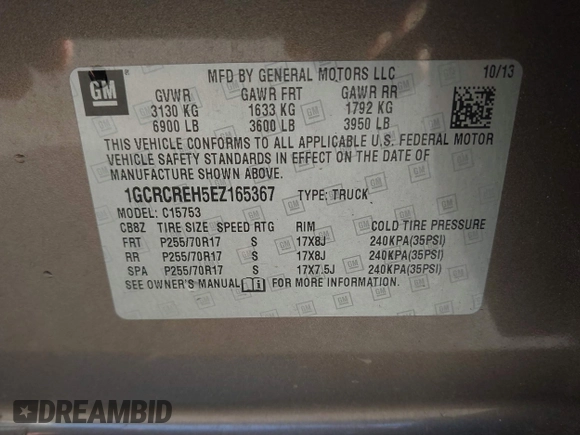 GM
MFD BY GENERAL MOTORS LLC 10/13
GVWR GAWR FRT GAWR RR
3130 KG 1633 KG 1792 KG
6900 LB 3600 LB 3950 LB
THIS VEHICLE CONFORMS TO ALL APPLICABLE U.S. FEDERAL MOTOR
VEHICLE SAFETY STANDARDS IN EFFECT ON THE DATE OF
MANUFACTURE SHOWN ABOVE.
1GCRCREH5EZ165367 TYPE: TRUCK
MODEL: C15753
CB8Z TIRE SIZE SPEED RTG RIM COLD TIRE PRESSURE
FRT P255/70R17 S 17X8J 240KPA(35PSI)
RR P255/70R17 S 17X8J 240KPA(35PSI)
SPA P255/70R17 S 17X7.5J 240KPA(35PSI)
SEE OWNER'S MANUAL FOR MORE INFORMATION.
DREAMBID